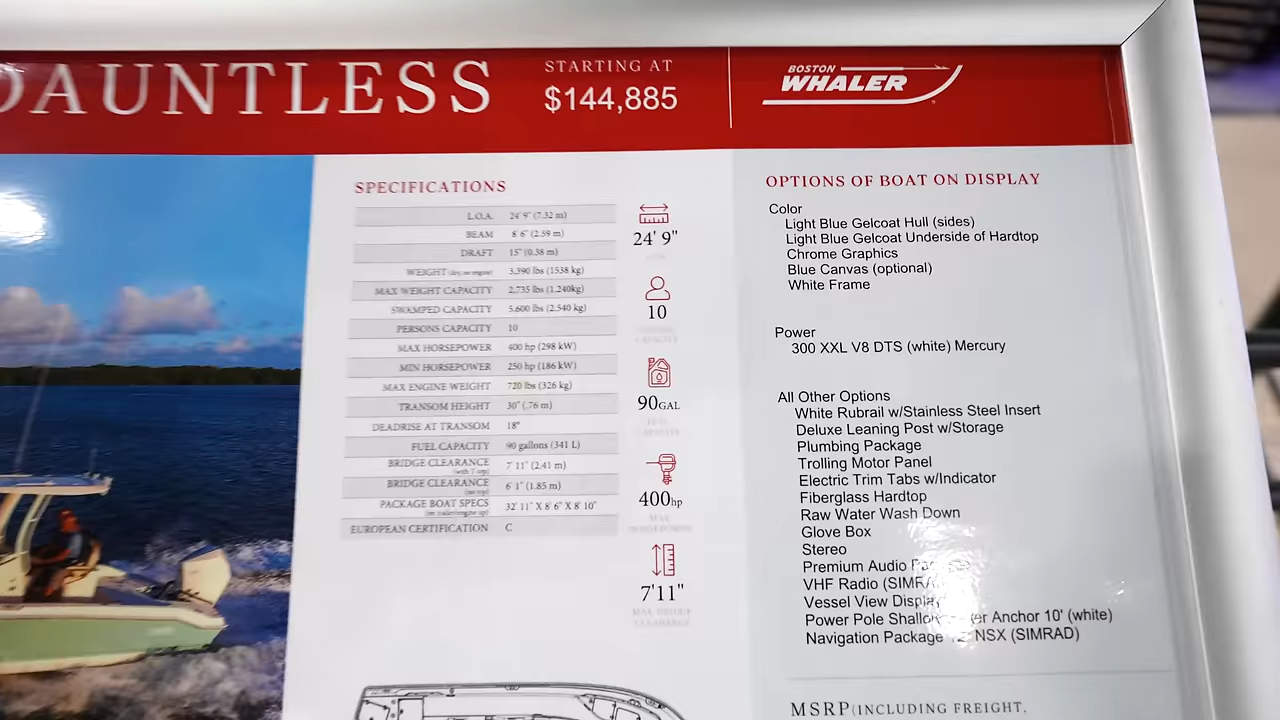 DAUNTLESS
STARTING AT
$144,885
BOSTON
WHALER
SPECIFICATIONS
L.O.A. 24' 9" (7.32 m)
BEAM 8' 6" (2.59 m)
DRAFT 15" (0.38 m)
WEIGHT (dry, no engine) 3,390 lbs (1538 kg)
MAX WEIGHT CAPACITY 2,735 lbs (1,240kg)
SWAMPED CAPACITY 5,600 lbs (2,540 kg)
PERSONS CAPACITY 10
MAX HORSEPOWER 400 hp (298 kW)
MIN HORSEPOWER 250 hp (186 kW)
MAX ENGINE WEIGHT 720 lbs (326 kg)
TRANSOM HEIGHT 30" (.76 m)
DEADRISE AT TRANSOM 18°
FUEL CAPACITY 90 gallons (341 L)
BRIDGE CLEARANCE 7' 11" (2.41 m)
BRIDGE CLEARANCE 6' 1" (1.85 m)
PACKAGE BOAT SPECS 32' 11" X 8' 6" X 8' 10"
EUROPEAN CERTIFICATION C
24' 9"
10
CAPACITY
90GAL
400hp
MAX
HORSEPOWER
7'11"
MAX. BRIDGE
CLEARANCE
OPTIONS OF BOAT ON DISPLAY
Color
Light Blue Gelcoat Hull (sides)
Light Blue Gelcoat Underside of Hardtop
Chrome Graphics
Blue Canvas (optional)
White Frame
Power
300 XXL V8 DTS (white) Mercury
All Other Options
White Rubrail w/Stainless Steel Insert
Deluxe Leaning Post w/Storage
Plumbing Package
Trolling Motor Panel
Electric Trim Tabs w/Indicator
Fiberglass Hardtop
Raw Water Wash Down
Glove Box
Stereo
Premium Audio
VHF Radio
Vessel View Display
Power Pole Anchor 10' (white)
Navigation Package NSX (SIMRAD)
MSRP(INCLUDING FREIGHT,